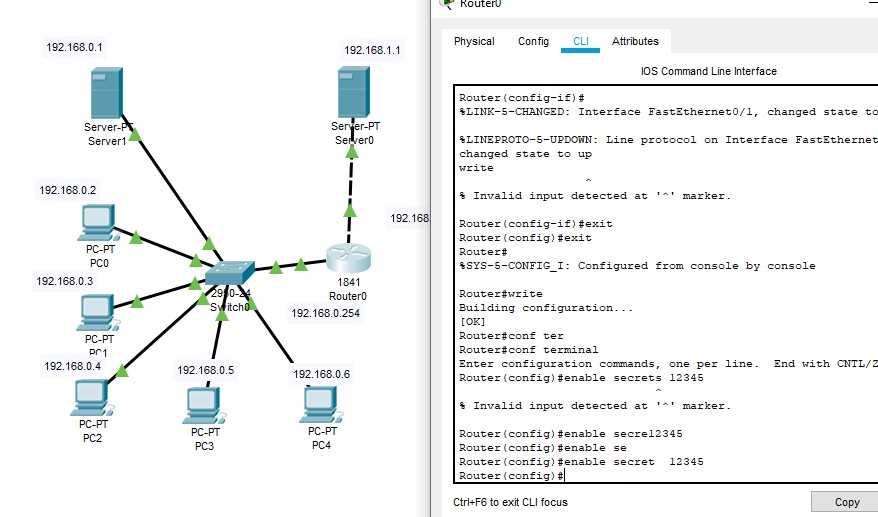 Router0
Physical Config CLI Attributes
IOS Command Line Interface
192.168.0.1
Server-PT
Server1
192.168.1.1
Server-PT
Server0
192.168.0.2
PC-PT
PC0
192.168
192.168.0.3
PC-PT
PC1
2950-24
Switch0
1841
Router0
192.168.0.254
192.168.0.4
PC-PT
PC2
192.168.0.5
PC-PT
PC3
192.168.0.6
PC-PT
PC4
Router(config-if)#
%LINK-5-CHANGED: Interface FastEthernet0/1, changed state to
%LINEPROTO-5-UPDOWN: Line protocol on Interface FastEthernet
changed state to up
write
^
% Invalid input detected at '^' marker.
Router(config-if)#exit
Router(config)#exit
Router#
%SYS-5-CONFIG_I: Configured from console by console
Router#write
Building configuration...
[OK]
Router#conf ter
Router#conf terminal
Enter configuration commands, one per line. End with CNTL/Z
Router(config)#enable secrets 12345
^
% Invalid input detected at '^' marker.
Router(config)#enable secre12345
Router(config)#enable se
Router(config)#enable secret 12345
Router(config)#
Ctrl+F6 to exit CLI focus
Copy